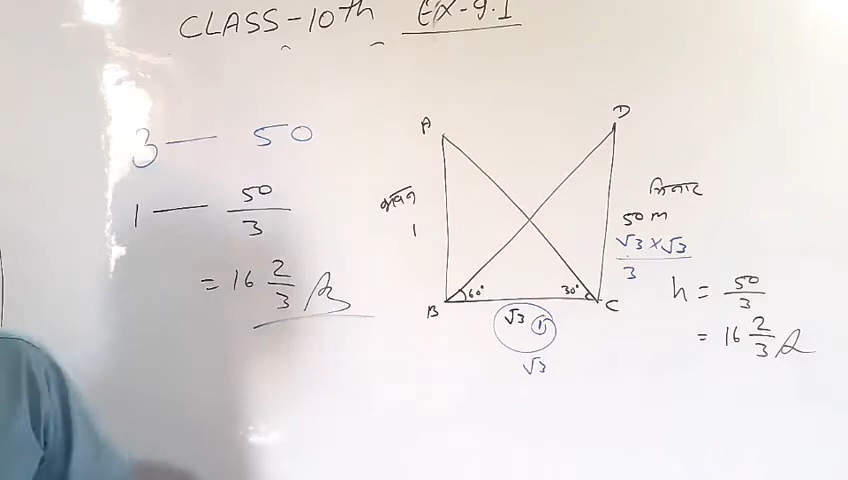 CLASS-10th EX-9.1
3 — 50
1 — 50/3
= 16 2/3
A
D
भवन
1
मिनार
50 m
√3 × √3
3
60°
30°
B
C
√3 1
√3
h = 50/3
= 16 2/3